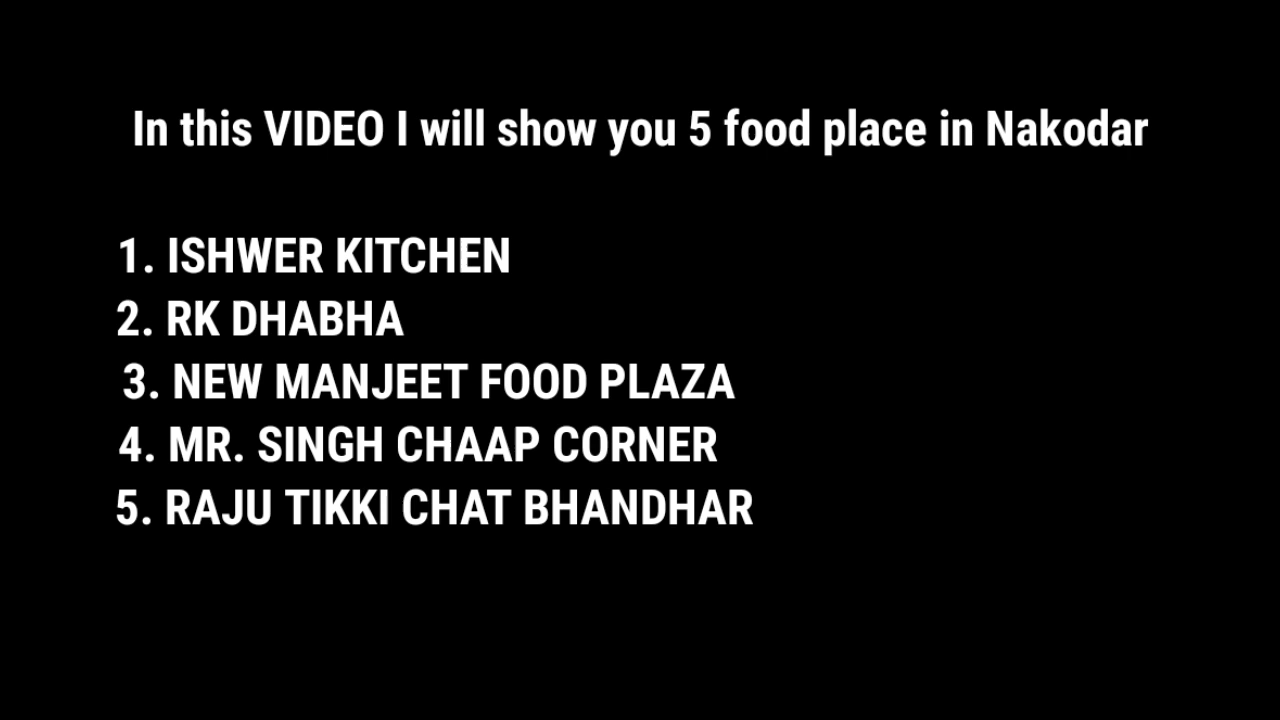 In this VIDEO I will show you 5 food place in Nakodar
1. ISHWER KITCHEN
2. RK DHABHA
3. NEW MANJEET FOOD PLAZA
4. MR. SINGH CHAAP CORNER
5. RAJU TIKKI CHAT BHANDHAR